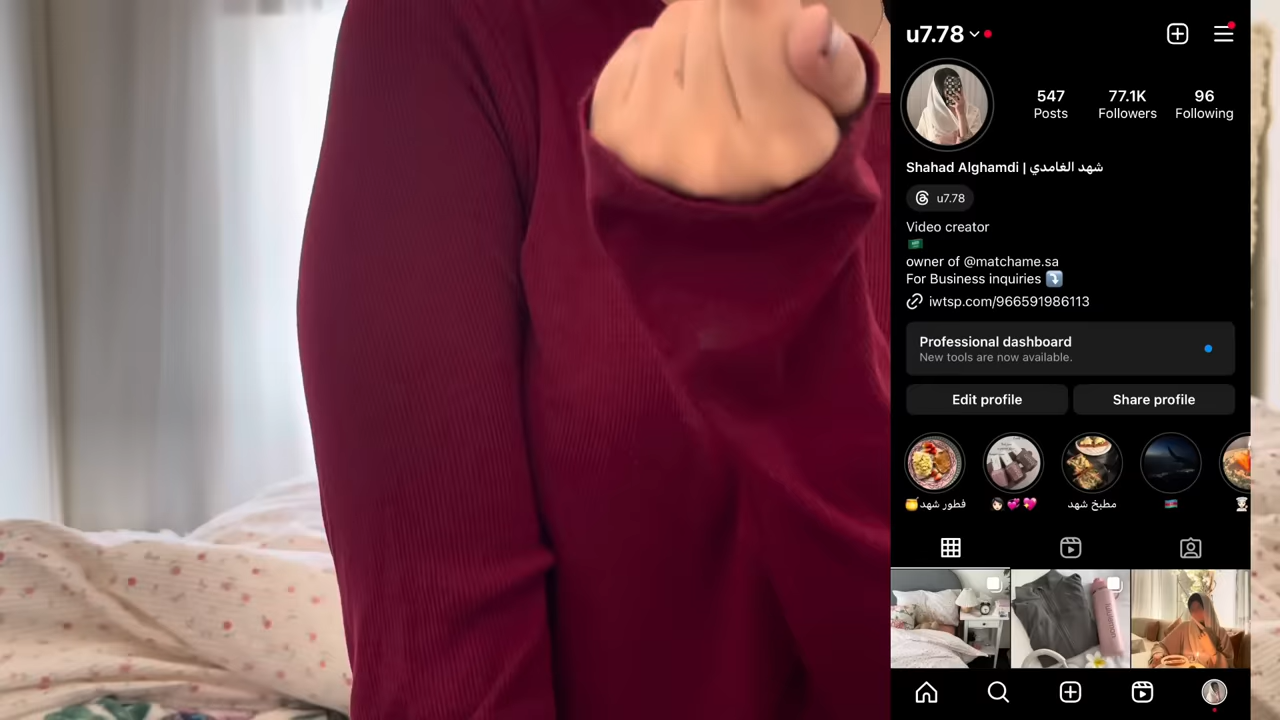 u7.78
547 77.1K 96
Posts Followers Following
Shahad Alghamdi | شهد الغامدي
u7.78
Video creator
owner of @matchame.sa
For Business inquiries
iwtsp.com/966591986113
Professional dashboard
New tools are now available.
Edit profile Share profile
فطور شهد
مطبخ شهد